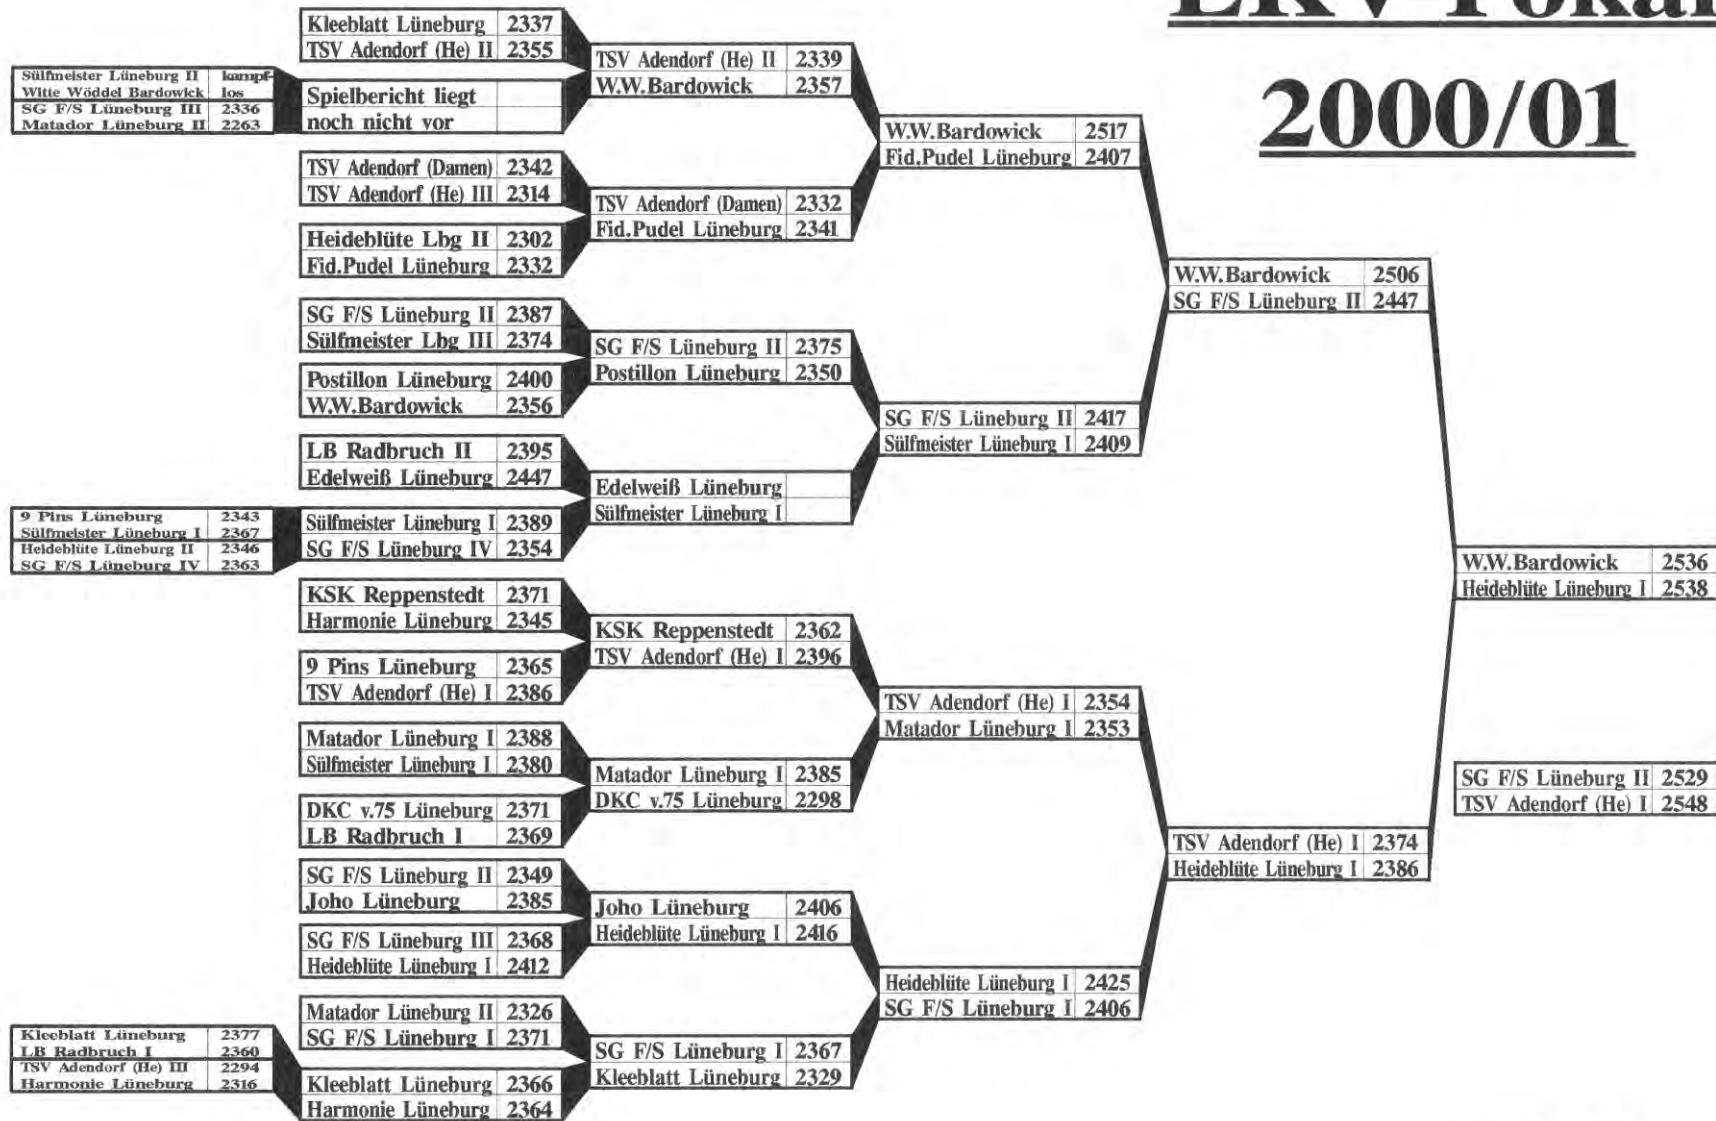 2000/01
Sülfmeister Lüneburg II kampf-
Witte Wöddel Bardowick los
SG F/S Lüneburg III 2336
Matador Lüneburg II 2263
9 Pins Lüneburg 2343
Sülfmeister Lüneburg I 2367
Heideblüte Lüneburg II 2346
SG F/S Lüneburg IV 2363
Kleeblatt Lüneburg 2377
LB Radbruch I 2360
TSV Adendorf (He) III 2294
Harmonie Lüneburg 2316
Kleeblatt Lüneburg 2337
TSV Adendorf (He) II 2355
Spielbericht liegt
noch nicht vor
TSV Adendorf (Damen) 2342
TSV Adendorf (He) III 2314
Heideblüte Lbg II 2302
Fid.Pudel Lüneburg 2332
SG F/S Lüneburg II 2387
Sülfmeister Lbg III 2374
Postillon Lüneburg 2400
W.W.Bardowick 2356
LB Radbruch II 2395
Edelweiß Lüneburg 2447
Sülfmeister Lüneburg I 2389
SG F/S Lüneburg IV 2354
KSK Reppenstedt 2371
Harmonie Lüneburg 2345
9 Pins Lüneburg 2365
TSV Adendorf (He) I 2386
Matador Lüneburg I 2388
Sülfmeister Lüneburg I 2380
DKC v.75 Lüneburg 2371
LB Radbruch I 2369
SG F/S Lüneburg II 2349
Joho Lüneburg 2385
SG F/S Lüneburg III 2368
Heideblüte Lüneburg I 2412
Matador Lüneburg II 2326
SG F/S Lüneburg I 2371
Kleeblatt Lüneburg 2366
Harmonie Lüneburg 2364
TSV Adendorf (He) II 2339
W.W.Bardowick 2357
TSV Adendorf (Damen) 2332
Fid.Pudel Lüneburg 2341
SG F/S Lüneburg II 2375
Postillon Lüneburg 2350
Edelweiß Lüneburg
Sülfmeister Lüneburg I
KSK Reppenstedt 2362
TSV Adendorf (He) I 2396
Matador Lüneburg I 2385
DKC v.75 Lüneburg 2298
Joho Lüneburg 2406
Heideblüte Lüneburg I 2416
SG F/S Lüneburg I 2367
Kleeblatt Lüneburg 2329
W.W.Bardowick 2517
Fid.Pudel Lüneburg 2407
SG F/S Lüneburg II 2417
Sülfmeister Lüneburg I 2409
TSV Adendorf (He) I 2354
Matador Lüneburg I 2353
Heideblüte Lüneburg I 2425
SG F/S Lüneburg I 2406
W.W.Bardowick 2506
SG F/S Lüneburg II 2447
TSV Adendorf (He) I 2374
Heideblüte Lüneburg I 2386
W.W.Bardowick 2536
Heideblüte Lüneburg I 2538
SG F/S Lüneburg II 2529
TSV Adendorf (He) I 2548